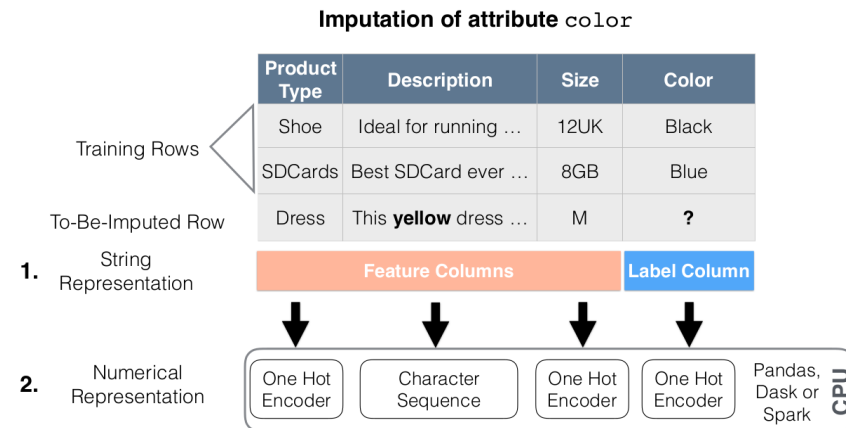 Imputation of attribute color
Product Type Description Size Color
Training Rows
Shoe Ideal for running … 12UK Black
SDCards Best SDCard ever … 8GB Blue
To-Be-Imputed Row Dress This yellow dress … M ?
1. String Representation Feature Columns Label Column
2. Numerical Representation
One Hot Encoder
Character Sequence
One Hot Encoder
One Hot Encoder
Pandas, Dask or Spark
CPU